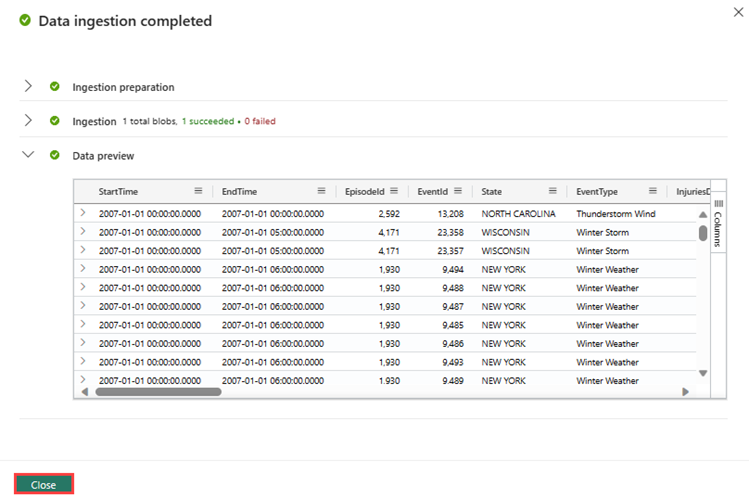 Data ingestion completed
Ingestion preparation
Ingestion 1 total blobs, 1 succeeded • 0 failed
Data preview
StartTime EndTime EpisodeId EventId State EventType InjuriesD
2007-01-01 00:00:00.0000 2007-01-01 00:00:00.0000 2,592 13,208 NORTH CAROLINA Thunderstorm Wind
2007-01-01 00:00:00.0000 2007-01-01 05:00:00.0000 4,171 23,358 WISCONSIN Winter Storm
2007-01-01 00:00:00.0000 2007-01-01 05:00:00.0000 4,171 23,357 WISCONSIN Winter Storm
2007-01-01 00:00:00.0000 2007-01-01 06:00:00.0000 1,930 9,494 NEW YORK Winter Weather
2007-01-01 00:00:00.0000 2007-01-01 06:00:00.0000 1,930 9,488 NEW YORK Winter Weather
2007-01-01 00:00:00.0000 2007-01-01 06:00:00.0000 1,930 9,487 NEW YORK Winter Weather
2007-01-01 00:00:00.0000 2007-01-01 06:00:00.0000 1,930 9,485 NEW YORK Winter Weather
2007-01-01 00:00:00.0000 2007-01-01 06:00:00.0000 1,930 9,486 NEW YORK Winter Weather
2007-01-01 00:00:00.0000 2007-01-01 06:00:00.0000 1,930 9,493 NEW YORK Winter Weather
2007-01-01 00:00:00.0000 2007-01-01 06:00:00.0000 1,930 9,489 NEW YORK Winter Weather
Columns
Close